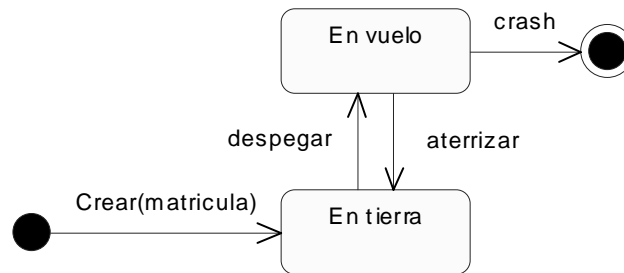 En vuelo
crash
despegar
aterrizar
Crear(matricula)
En tierra